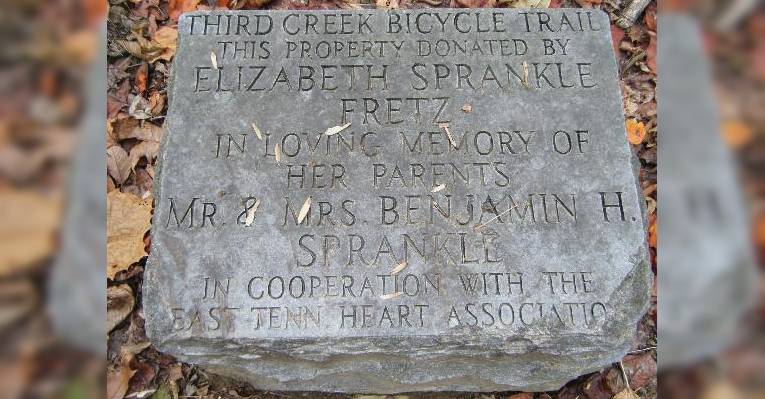 THIRD CREEK BICYCLE TRAIL
THIS PROPERTY DONATED BY
ELIZABETH SPRANKLE
FRETZ
IN LOVING MEMORY OF
HER PARENTS
MR. & MRS. BENJAMIN H.
SPRANKLE
IN COOPERATION WITH THE
EAST TENN HEART ASSOCIATIO